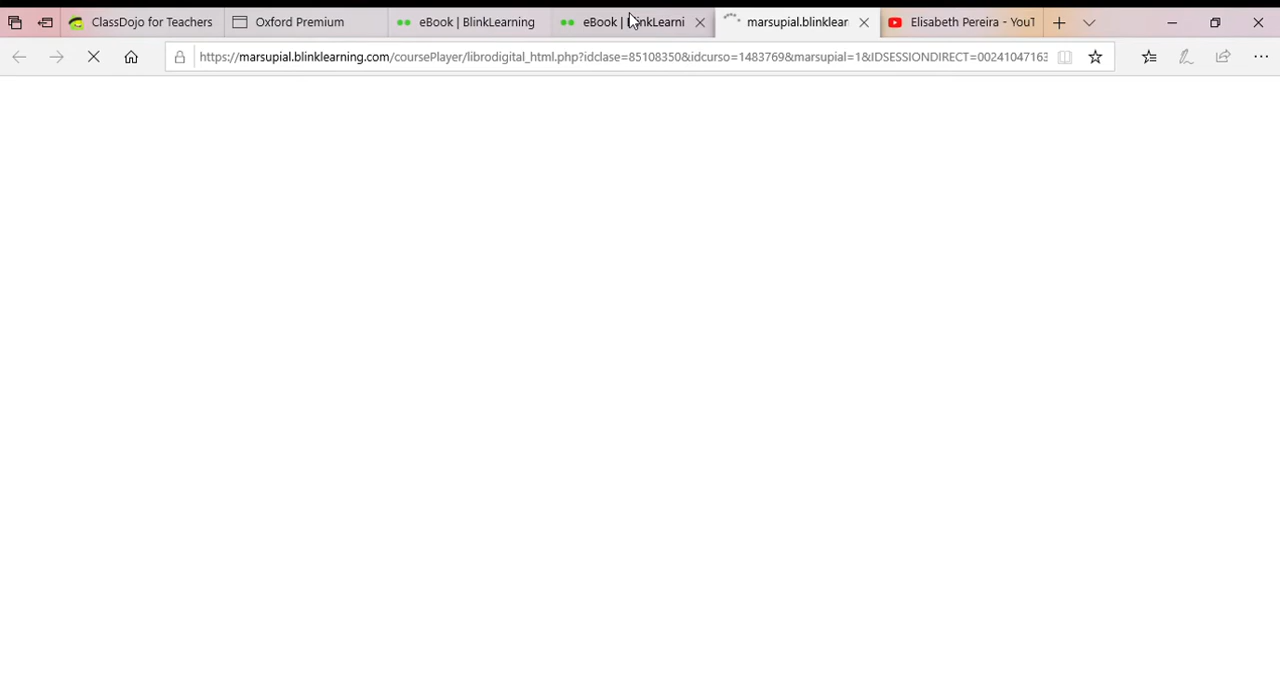 ClassDojo for Teachers
Oxford Premium
eBook | BlinkLearning
eBook | BlinkLearni
marsupial.blinklear
Elisabeth Pereira - YouT
https://marsupial.blinklearning.com/coursePlayer/librodigital_html.php?idclase=85108350&idcurso=1483769&marsupial=1&IDSESSIONDIRECT=00241047163